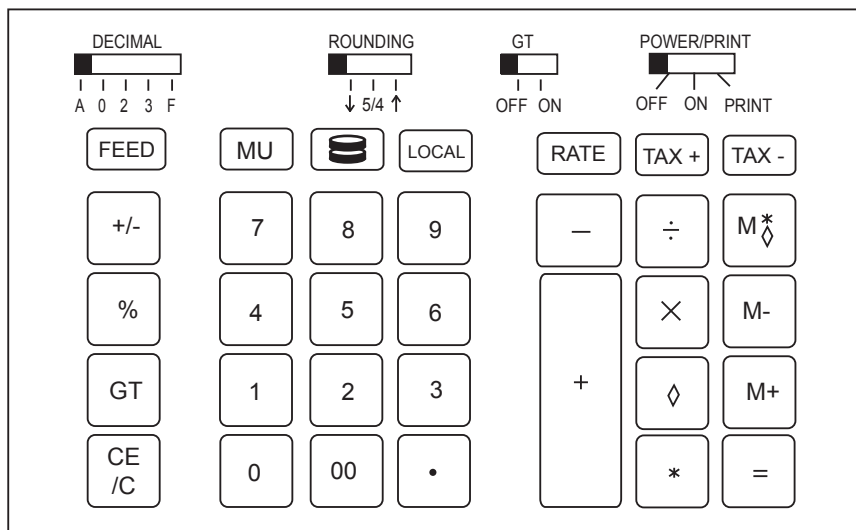 DECIMAL ROUNDING GT POWER/PRINT
A 0 2 3 F ↓ 5/4 ↑ OFF ON OFF ON PRINT
FEED MU LOCAL RATE TAX + TAX -
+/- 7 8 9 — ÷ M*◊
% 4 5 6 × M-
GT 1 2 3 + ◊ M+
CE
/C 0 00 • * =